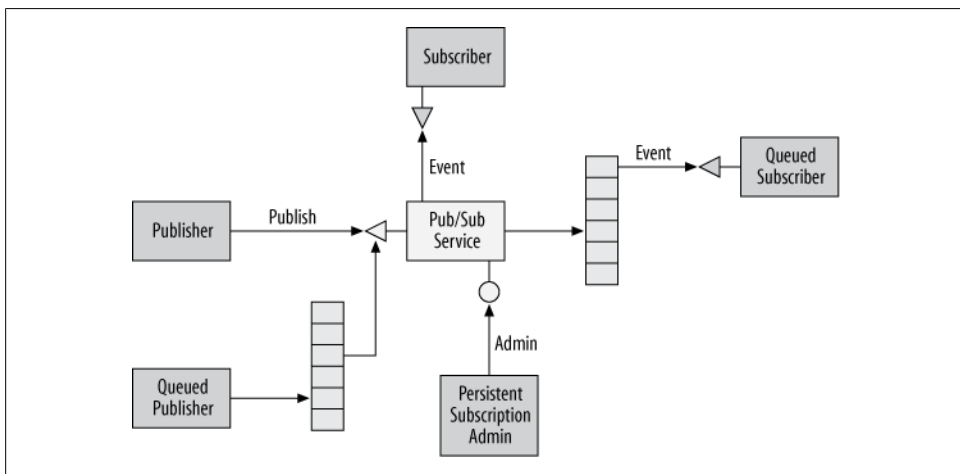 Subscriber
Event
Event
Queued
Subscriber
Publisher
Publish
Pub/Sub
Service
Admin
Queued
Publisher
Persistent
Subscription
Admin